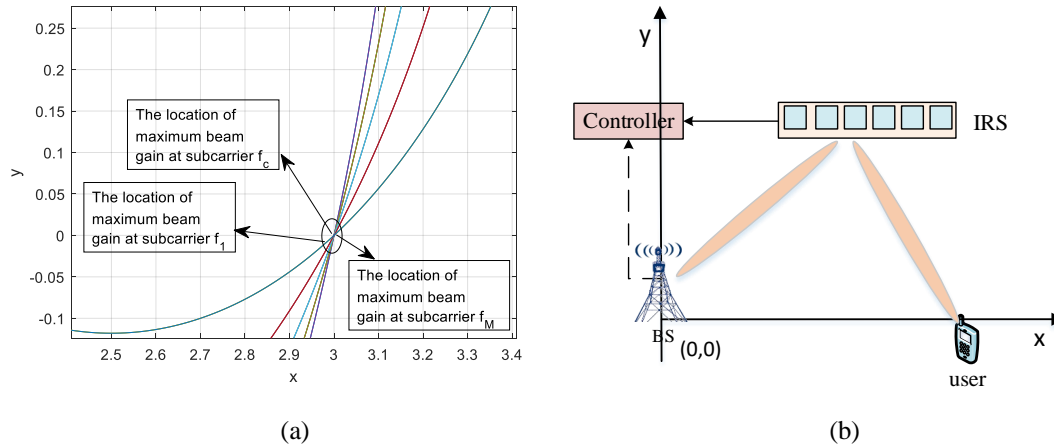 0.25
0.2
0.15
0.1
0.05
0
-0.05
-0.1
y
2.5 2.6 2.7 2.8 2.9 3 3.1 3.2 3.3 3.4
x
The location of
maximum beam
gain at subcarrier f_c
The location of
maximum beam
gain at subcarrier f_1
The location of
maximum beam
gain at subcarrier f_M
(a)
y
Controller
IRS
BS
(0,0)
x
user
(b)